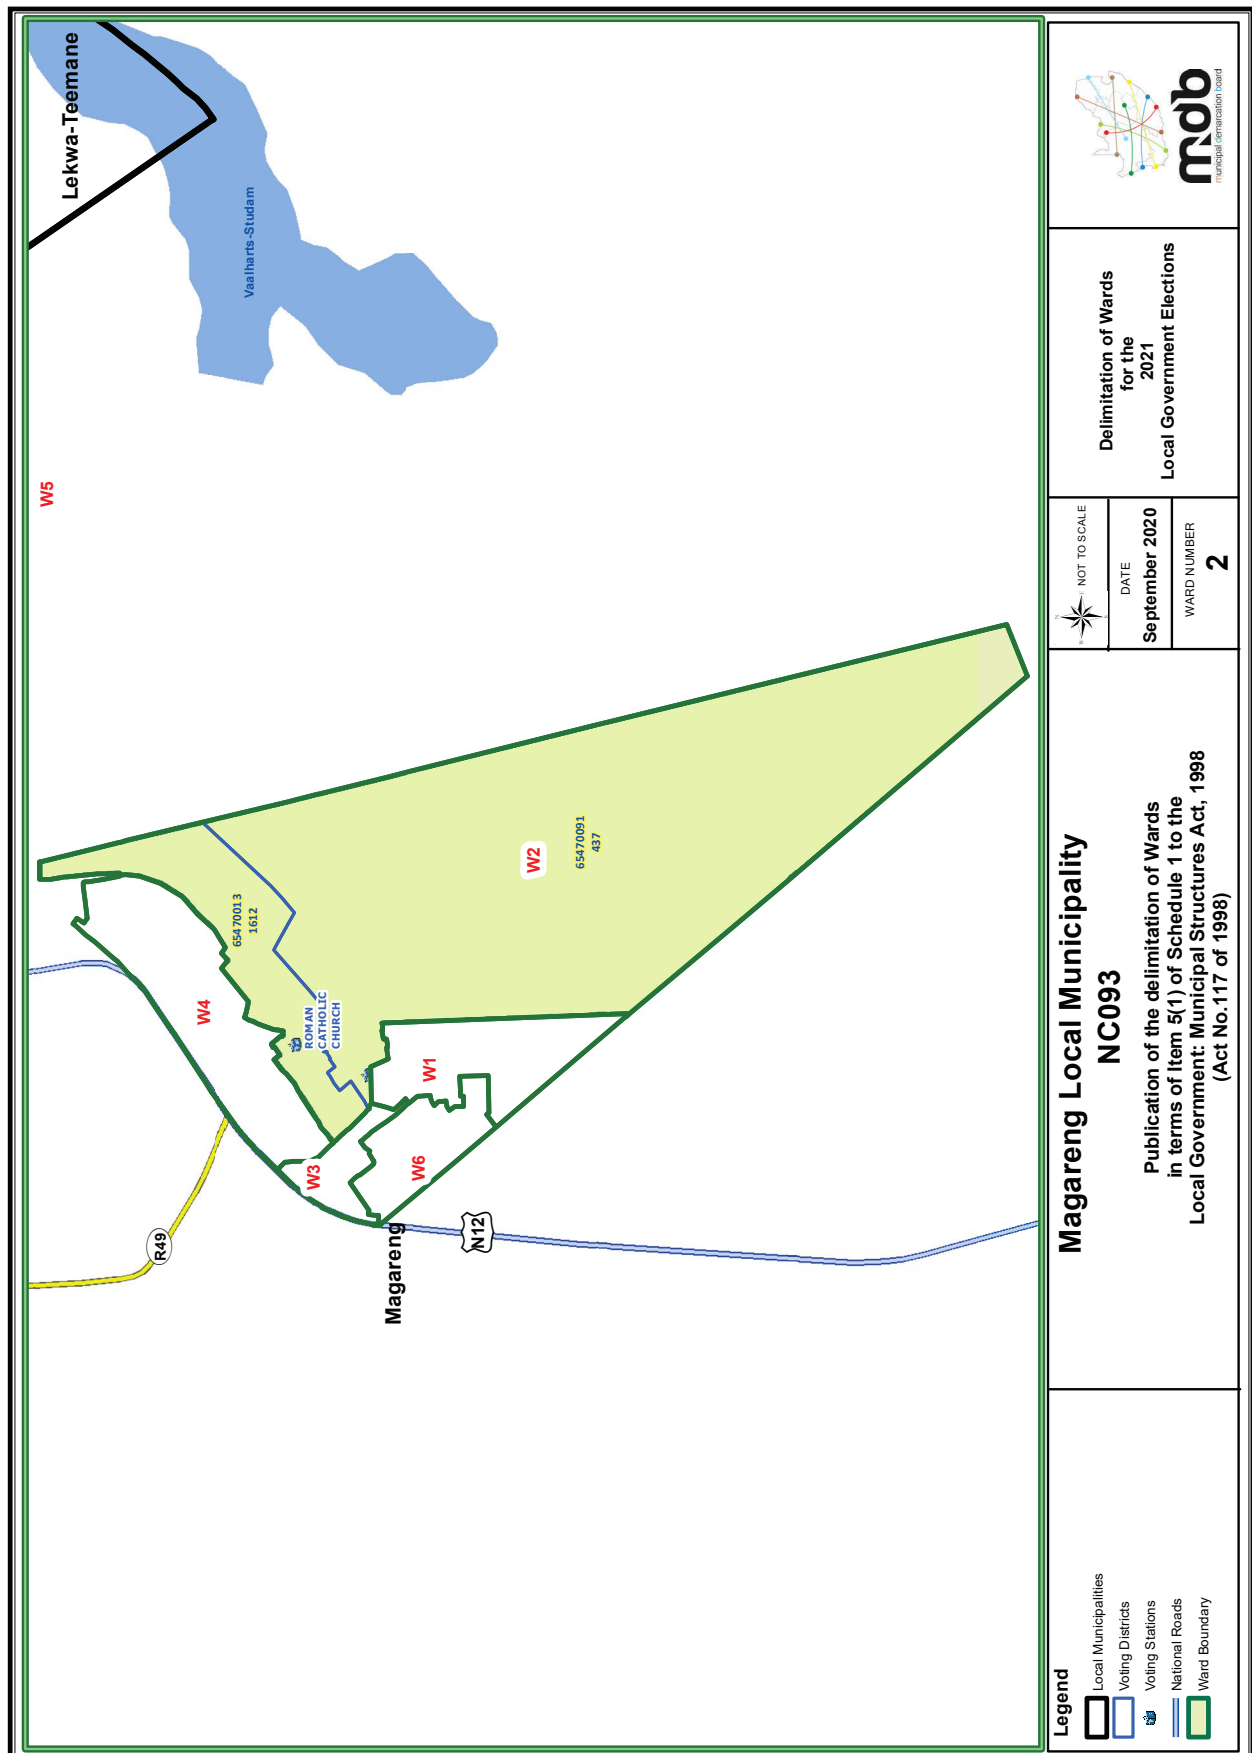 Lekwa-Teemane
Vaalharts-Studam
W5
W4
65470013
1612
ROMAN
CATHOLIC
CHURCH
W2
65470091
437
W1
W3
W6
R49
Magareng
N12
Legend
Local Municipalities
Voting Districts
Voting Stations
National Roads
Ward Boundary
Magareng Local Municipality
NC093
Publication of the delimitation of Wards
in terms of Item 5(1) of Schedule 1 to the
Local Government: Municipal Structures Act, 1998
(Act No.117 of 1998)
N
W
E
S
NOT TO SCALE
DATE
September 2020
WARD NUMBER
2
Delimitation of Wards
for the
2021
Local Government Elections
mdb
municipal demarcation board